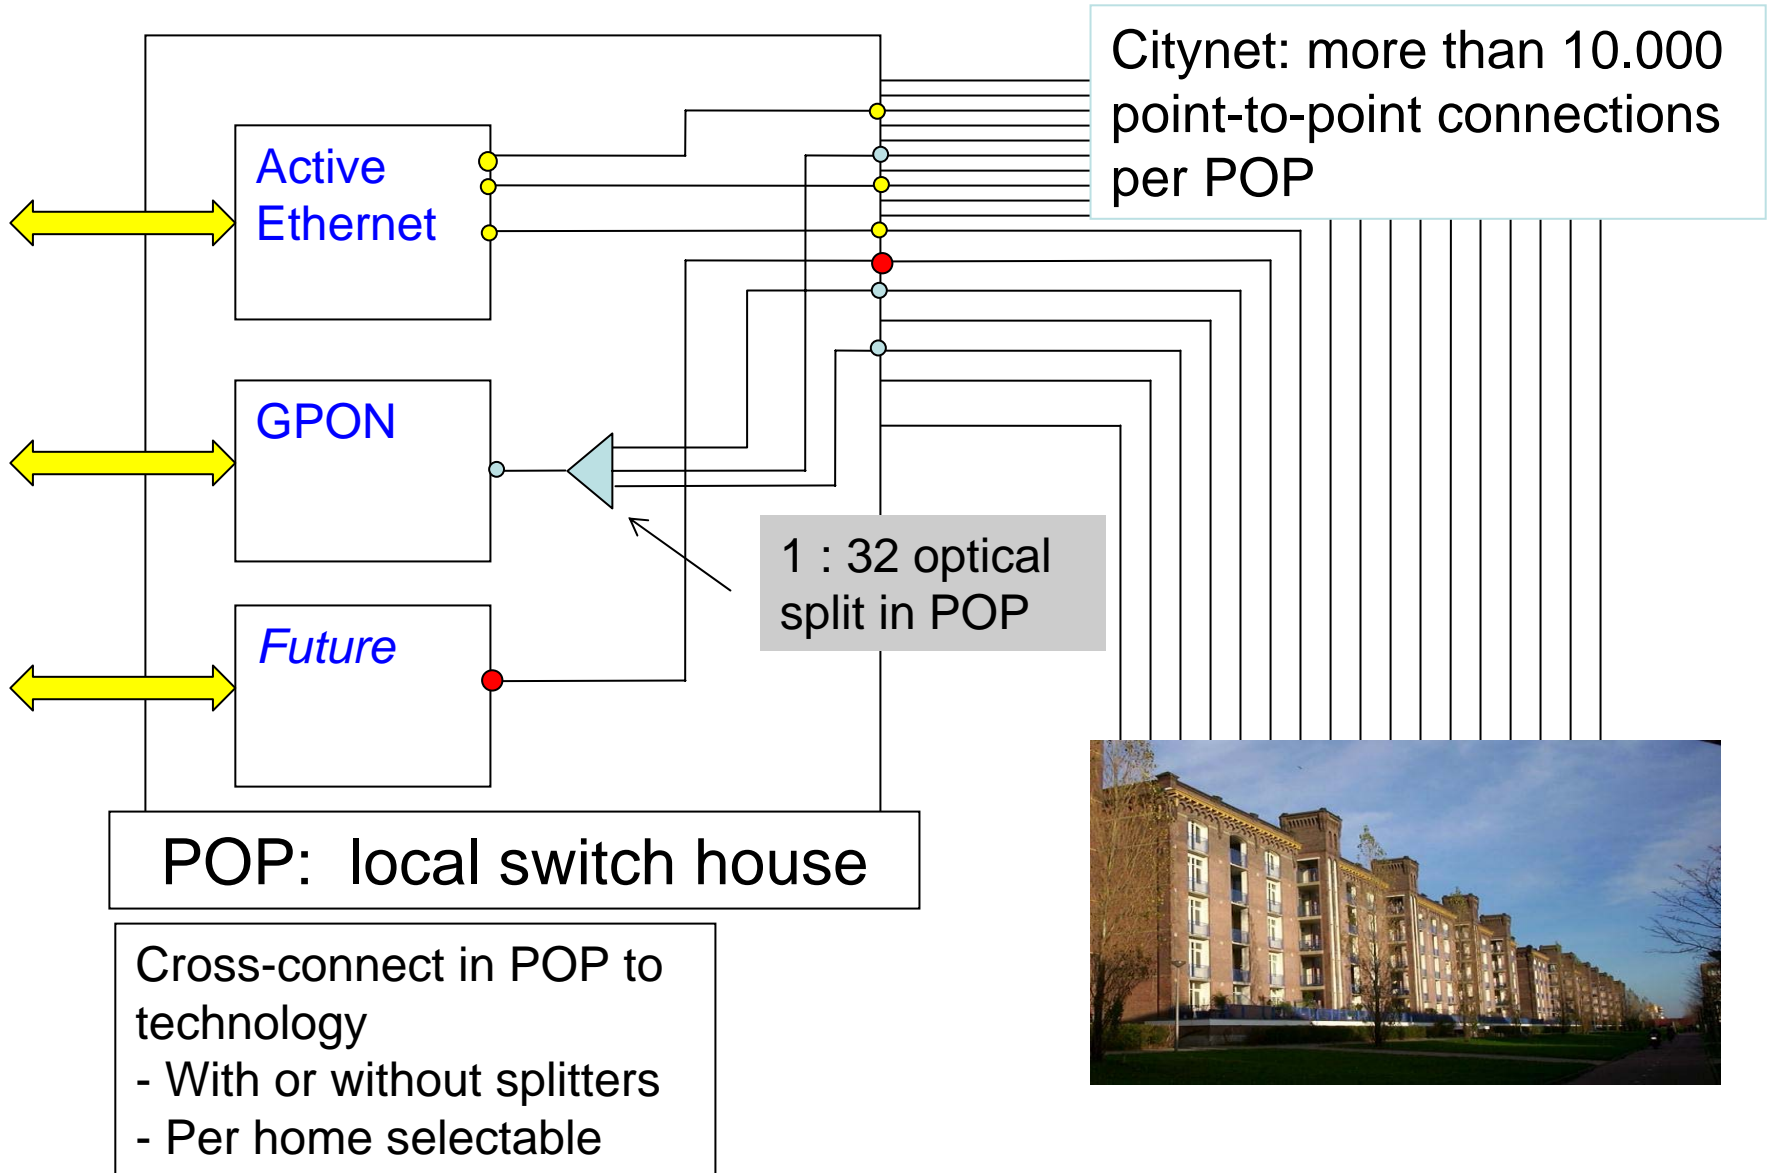 Citynet: more than 10.000
point-to-point connections
per POP
Active
Ethernet
GPON
1 : 32 optical
split in POP
Future
POP:  local switch house
Cross-connect in POP to
technology
- With or without splitters
- Per home selectable